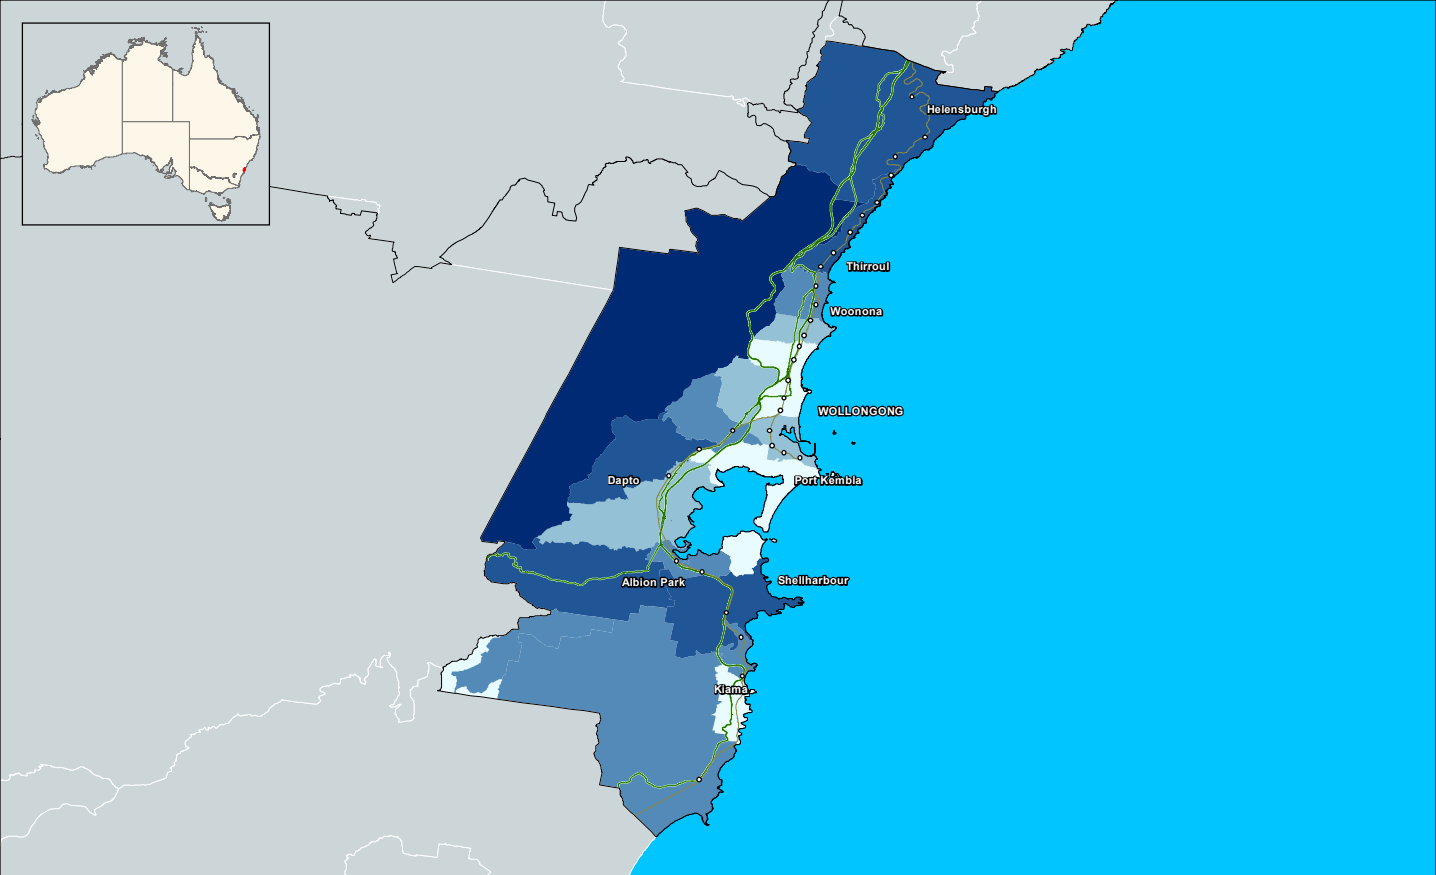 Helensburgh
Thirroul
Woonona
WOLLONGONG
Dapto
Port Kembla
Albion Park
Shellharbour
Kiama